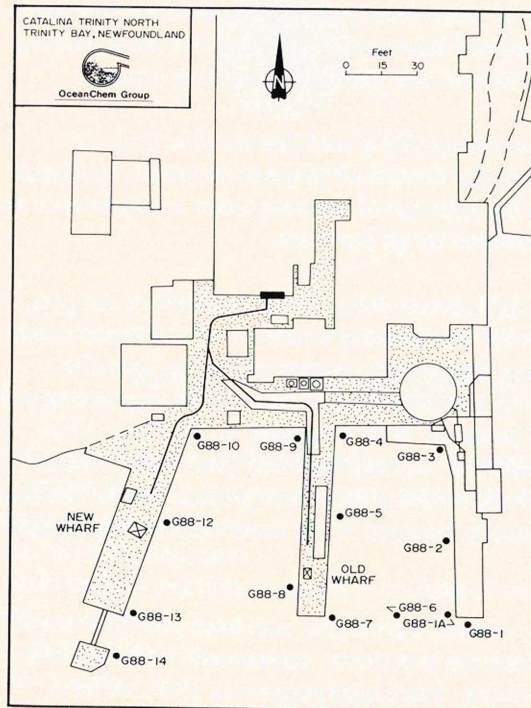 CATALINA TRINITY NORTH
TRINITY BAY, NEWFOUNDLAND
OceanChem Group
Feet
0 15 30
N
G88-10
G88-9
G88-4
G88-3
NEW
WHARF
G88-12
G88-5
G88-2
OLD
WHARF
G88-8
G88-6
G88-13
G88-7
G88-1A
G88-1
G88-14